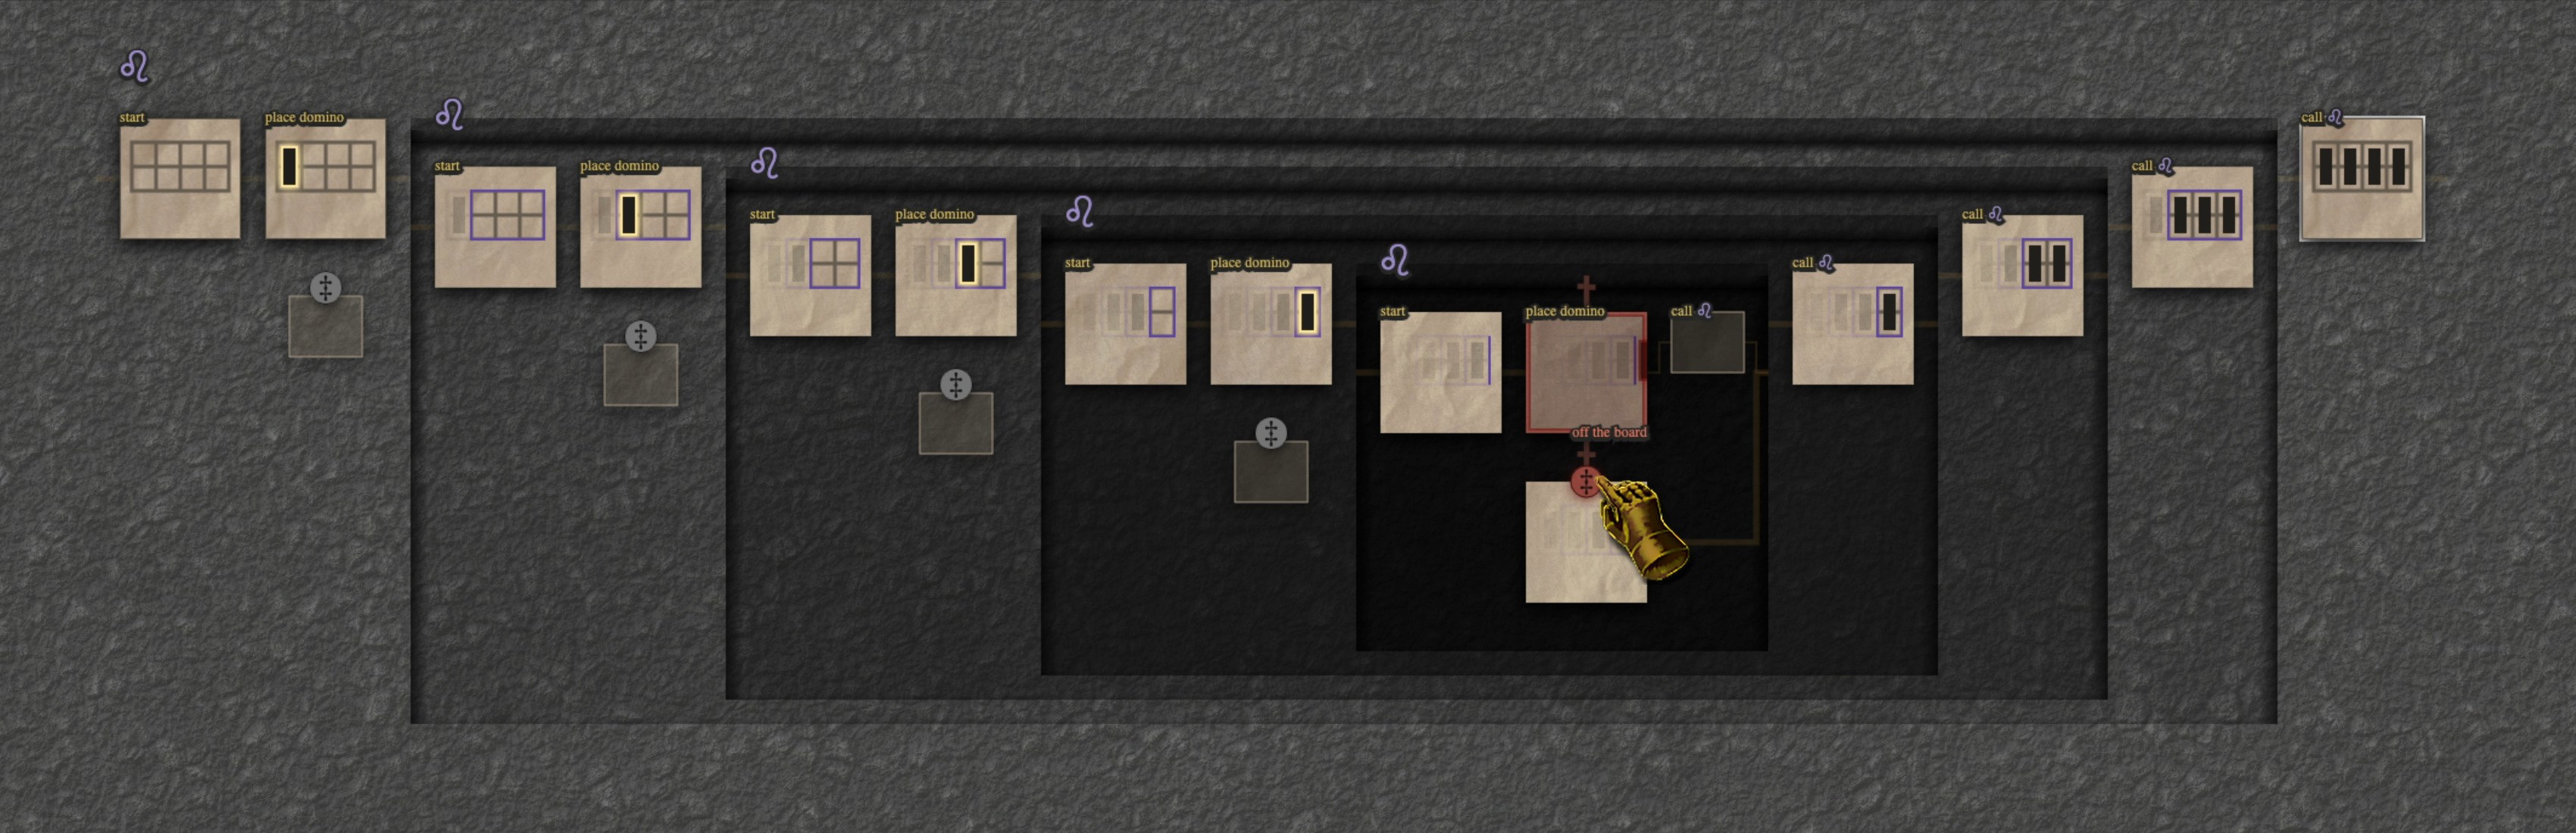 ♌
start
place domino
♌
start
place domino
♌
start
place domino
♌
start
place domino
♌
start
place domino
call ♌
off the board
call ♌
call ♌
call ♌
call ♌